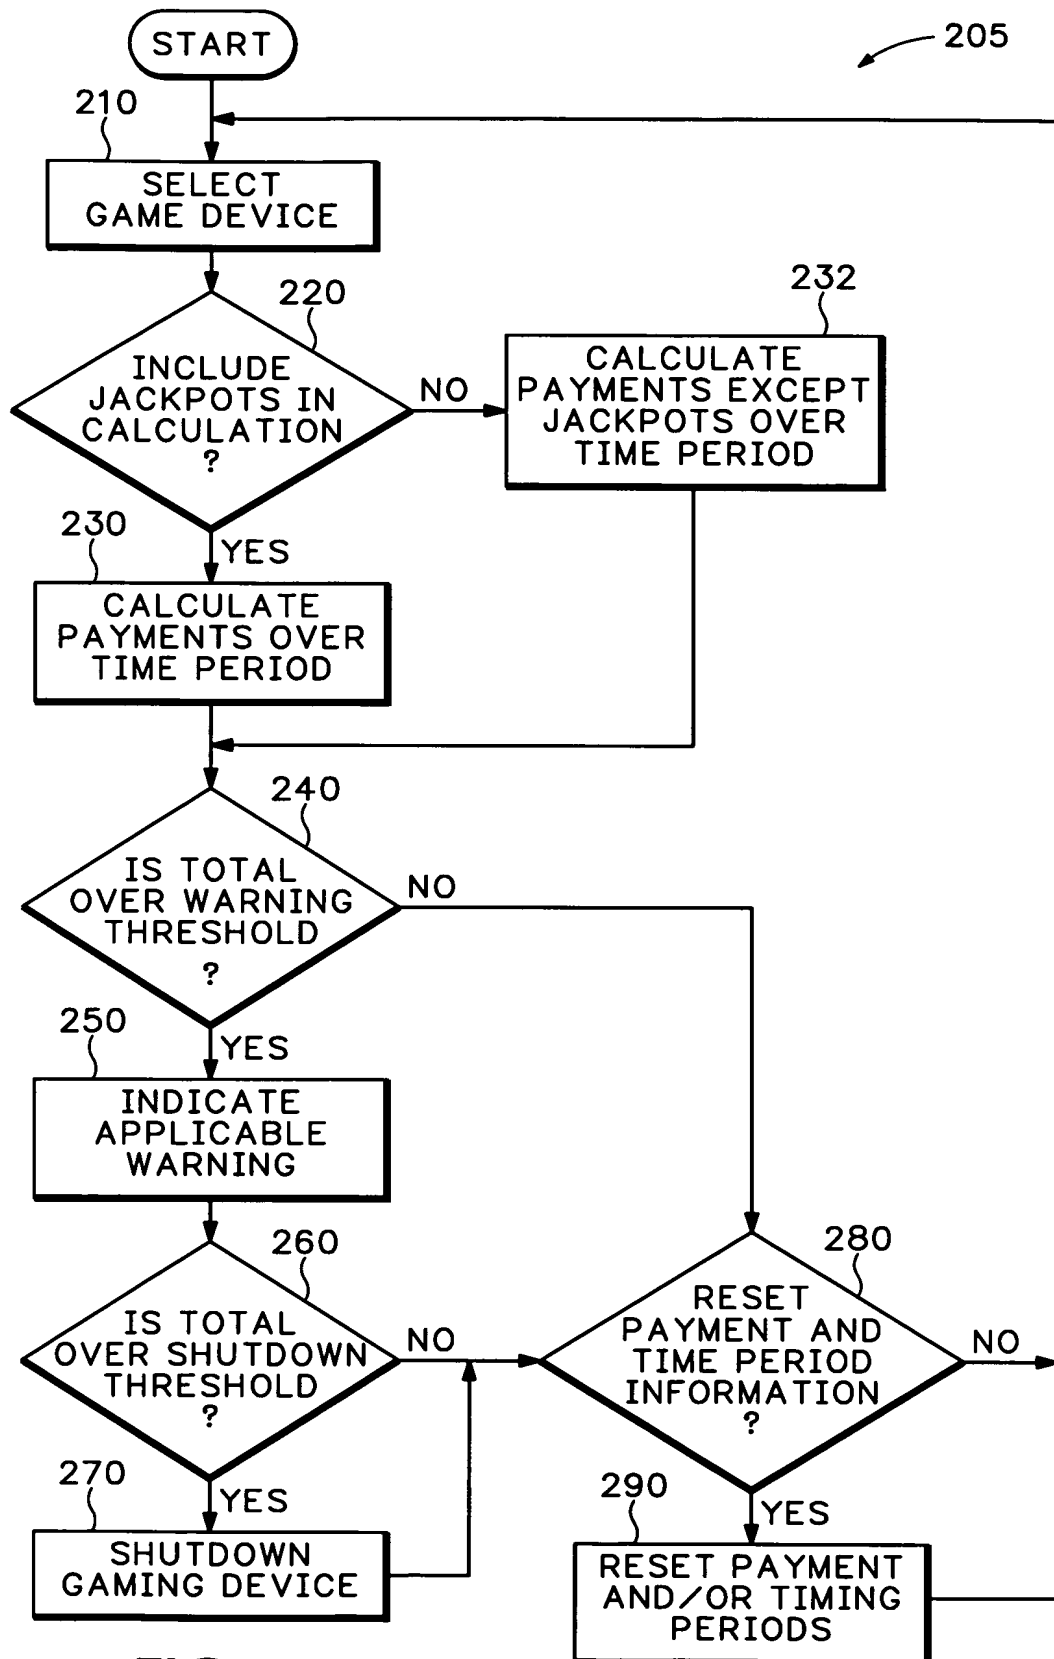 START
205
210
SELECT
GAME DEVICE
220
INCLUDE
JACKPOTS IN
CALCULATION
?
NO
232
CALCULATE
PAYMENTS EXCEPT
JACKPOTS OVER
TIME PERIOD
YES
230
CALCULATE
PAYMENTS OVER
TIME PERIOD
240
IS TOTAL
OVER WARNING
THRESHOLD
?
NO
YES
250
INDICATE
APPLICABLE
WARNING
260
IS TOTAL
OVER SHUTDOWN
THRESHOLD
?
NO
280
RESET
PAYMENT AND
TIME PERIOD
INFORMATION
?
NO
YES
270
SHUTDOWN
GAMING DEVICE
YES
290
RESET PAYMENT
AND/OR TIMING
PERIODS